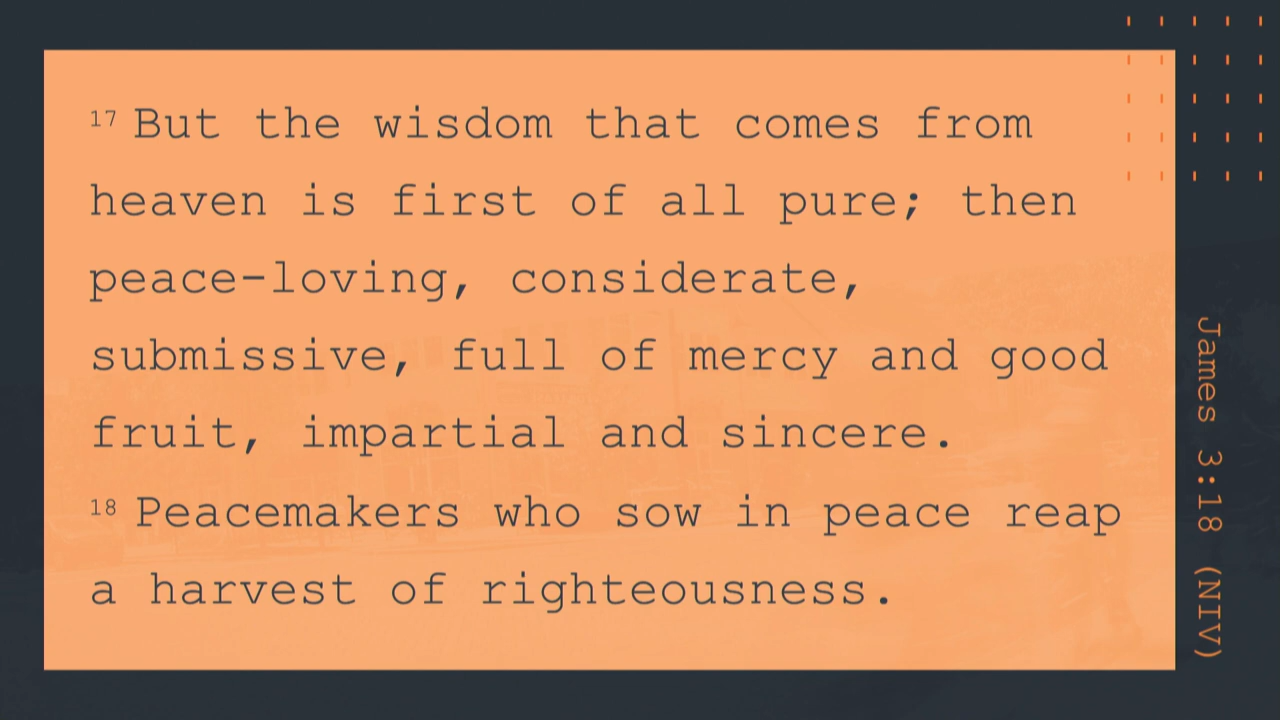 17 But the wisdom that comes from
heaven is first of all pure; then
peace-loving, considerate,
submissive, full of mercy and good
fruit, impartial and sincere.
18 Peacemakers who sow in peace reap
a harvest of righteousness.
James 3:18 (NIV)